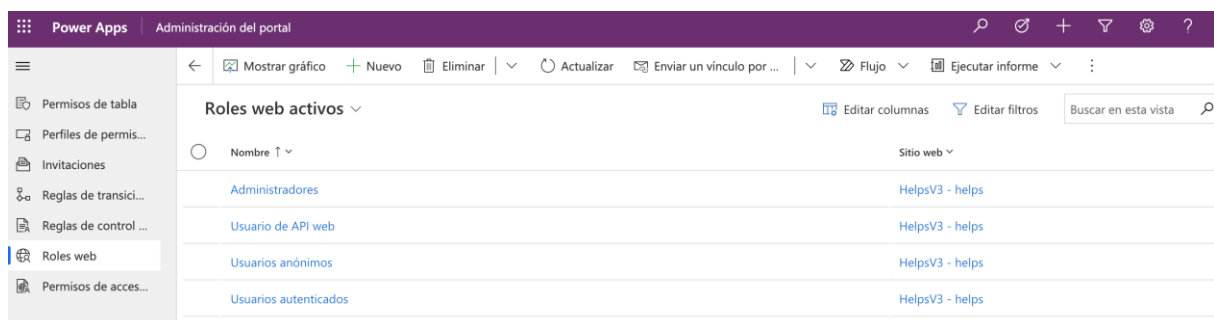 Power Apps Administración del portal
Mostrar gráfico Nuevo Eliminar Actualizar Enviar un vínculo por ... Flujo Ejecutar informe
Permisos de tabla
Perfiles de permis...
Invitaciones
Reglas de transici...
Reglas de control ...
Roles web
Permisos de acces...
Roles web activos
Editar columnas Editar filtros Buscar en esta vista
Nombre Sitio web
Administradores HelpsV3 - helps
Usuario de API web HelpsV3 - helps
Usuarios anónimos HelpsV3 - helps
Usuarios autenticados HelpsV3 - helps